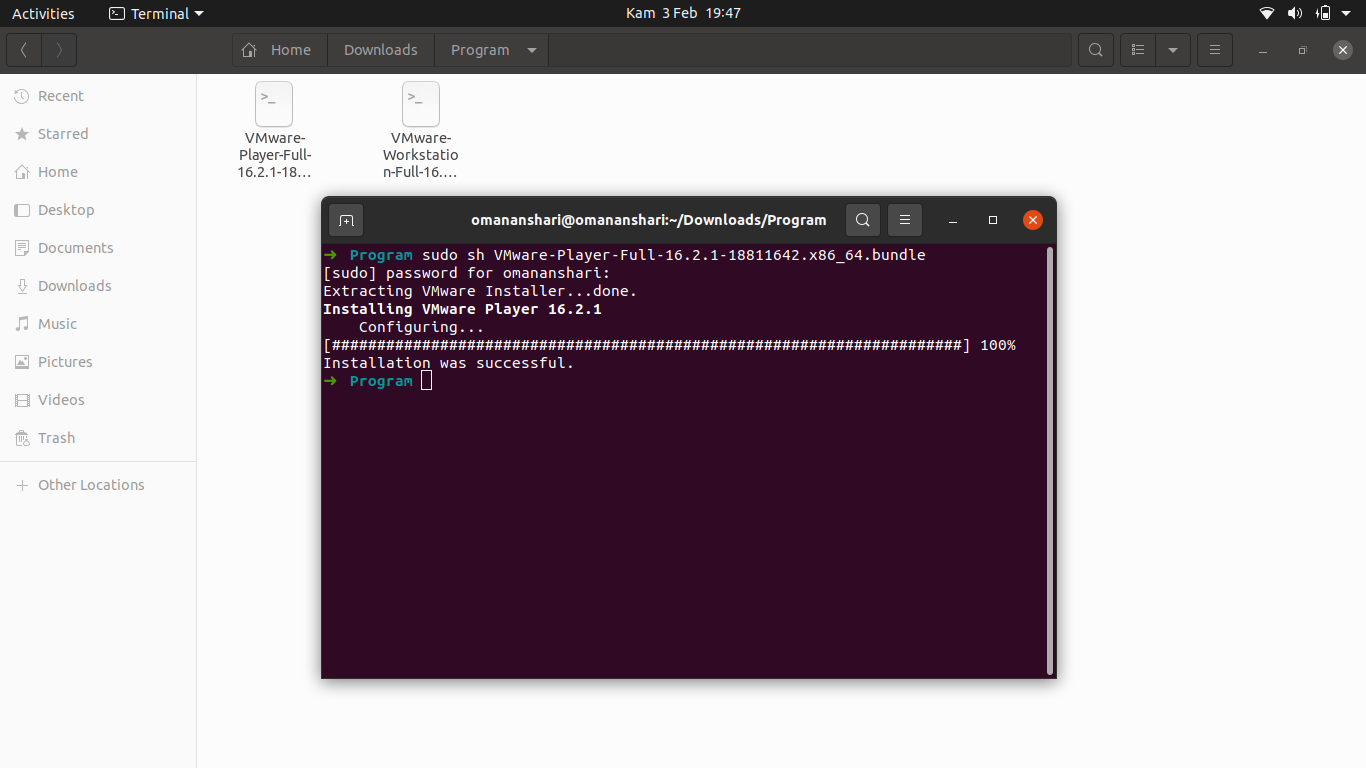 Activities
Terminal
Kam 3 Feb 19:47
Home
Downloads
Program
Recent
Starred
Home
Desktop
Documents
Downloads
Music
Pictures
Videos
Trash
Other Locations
VMware-
Player-Full-
16.2.1-18...
VMware-
Workstatio
n-Full-16....
omananshari@omananshari:~/Downloads/Program
➜ Program sudo sh VMware-Player-Full-16.2.1-18811642.x86_64.bundle
[sudo] password for omananshari:
Extracting VMware Installer...done.
Installing VMware Player 16.2.1
Configuring...
[######################################################################] 100%
Installation was successful.
➜ Program